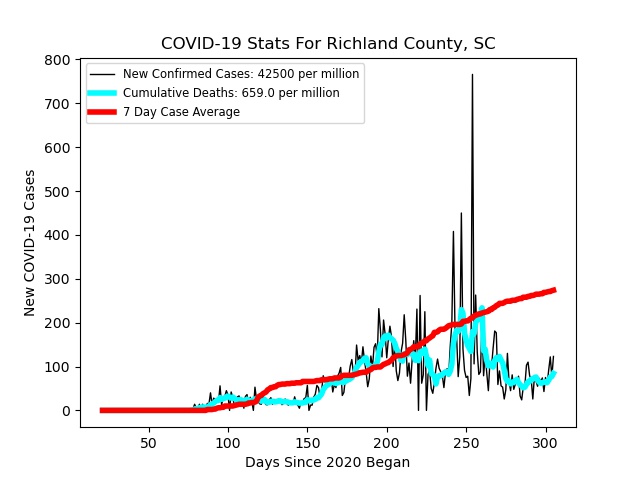 COVID-19 Stats For Richland County, SC
New Confirmed Cases: 42500 per million
Cumulative Deaths: 659.0 per million
7 Day Case Average
New COVID-19 Cases
800
700
600
500
400
300
200
100
0
50
100
150
200
250
300
Days Since 2020 Began